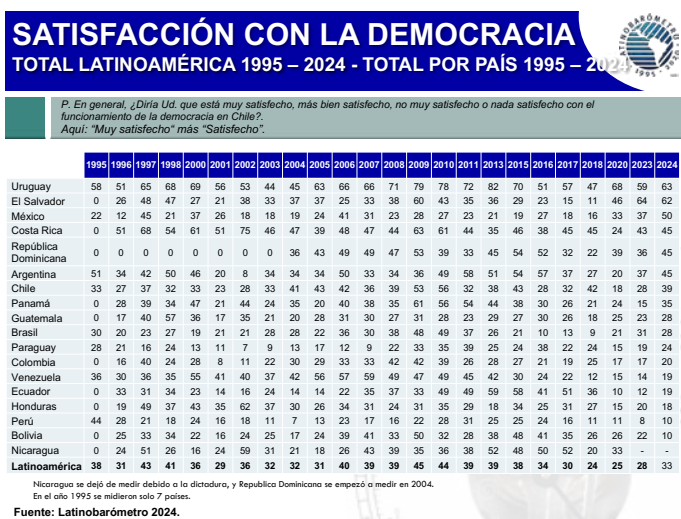 SATISFACCIÓN CON LA DEMOCRACIA
TOTAL LATINOAMÉRICA 1995 – 2024 - TOTAL POR PAÍS 1995 – 2024
LATINOBARÓMETRO
1995
P. En general, ¿Diría Ud. que está muy satisfecho, más bien satisfecho, no muy satisfecho o nada satisfecho con el
funcionamiento de la democracia en Chile?.
Aquí: “Muy satisfecho“ más “Satisfecho”.
1995 1996 1997 1998 2000 2001 2002 2003 2004 2005 2006 2007 2008 2009 2010 2011 2013 2015 2016 2017 2018 2020 2023 2024
Uruguay 58 51 65 68 69 56 53 44 45 63 66 66 71 79 78 72 82 70 51 57 47 68 59 63
El Salvador 0 26 48 47 27 21 38 33 37 37 25 33 38 60 43 35 36 29 23 15 11 46 64 62
México 22 12 45 21 37 26 18 18 19 24 41 31 23 28 27 23 21 19 27 18 16 33 37 50
Costa Rica 0 51 68 54 61 51 75 46 47 39 48 47 44 63 61 44 35 46 38 45 45 24 43 45
República
Dominicana 0 0 0 0 0 0 0 0 36 43 49 49 47 53 39 33 45 54 52 32 22 39 36 45
Argentina 51 34 42 50 46 20 8 34 34 34 50 33 34 36 49 58 51 54 57 37 27 20 37 45
Chile 33 27 37 32 33 23 28 33 41 43 42 36 39 53 56 32 38 43 28 32 42 18 28 39
Panamá 0 28 39 34 47 21 44 24 35 20 40 38 35 61 56 54 44 38 30 26 21 24 15 35
Guatemala 0 17 40 57 36 17 35 21 20 28 31 30 27 31 28 23 29 27 30 26 18 25 23 28
Brasil 30 20 23 27 19 21 21 28 28 22 36 30 38 48 49 37 26 21 10 13 9 21 31 28
Paraguay 28 21 16 24 13 11 7 9 13 17 12 9 22 33 35 39 25 24 38 22 24 15 19 24
Colombia 0 16 40 24 28 8 11 22 30 29 33 33 42 42 39 26 28 27 21 19 25 17 17 20
Venezuela 36 30 36 35 55 41 40 37 42 56 57 59 49 47 49 45 42 30 24 22 12 15 14 19
Ecuador 0 33 31 34 23 14 16 24 14 14 22 35 37 33 49 49 59 58 41 51 36 10 12 19
Honduras 0 19 49 37 43 35 62 37 30 26 34 31 24 31 35 29 18 34 25 31 27 15 20 18
Perú 44 28 21 18 24 16 18 11 7 13 23 17 16 22 28 31 25 25 24 16 11 11 8 10
Bolivia 0 25 33 34 22 16 24 25 17 24 39 41 33 50 32 28 38 48 41 35 26 26 22 10
Nicaragua 0 24 51 26 16 24 59 31 21 18 26 43 39 35 36 38 52 48 50 52 20 33 - -
Latinoamérica 38 31 43 41 36 29 36 32 32 31 40 39 39 45 44 39 39 38 34 30 24 25 28 33
Nicaragua se dejó de medir debido a la dictadura, y Republica Dominicana se empezó a medir en 2004.
En el año 1995 se midieron solo 7 países.
Fuente: Latinobarómetro 2024.